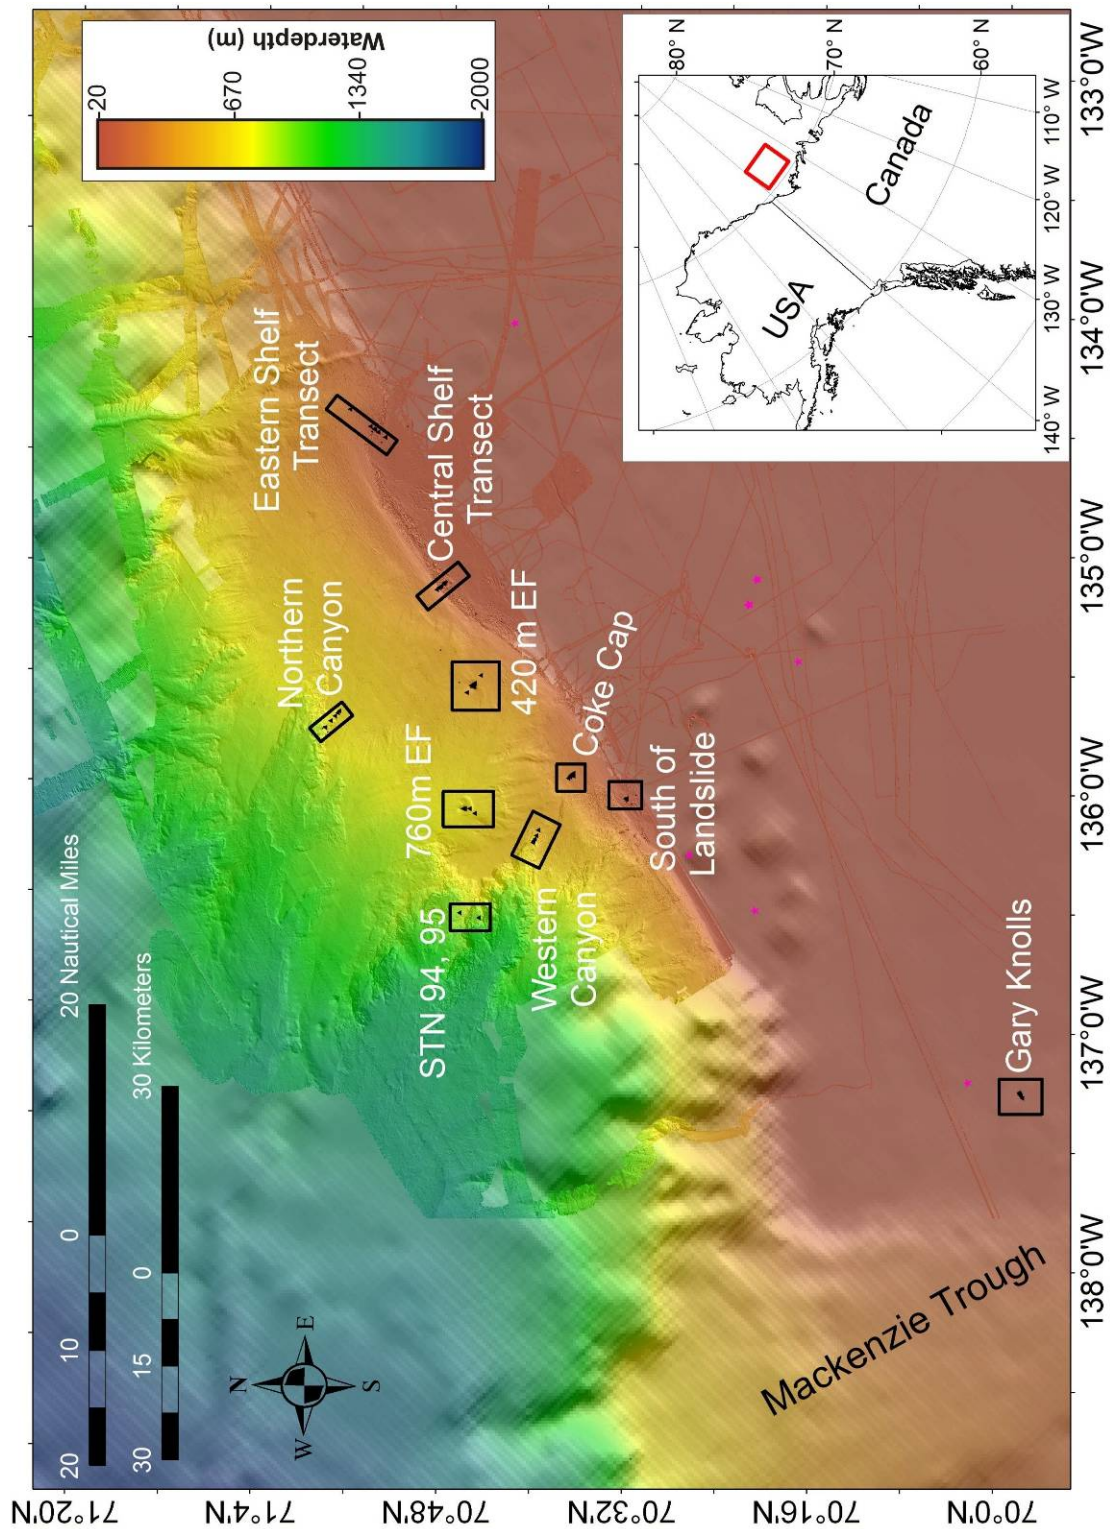 20 Nautical Miles
0
10
20
30 Kilometers
0
15
30
N
E
S
W
Waterdepth (m)
20
670
1340
2000
Eastern Shelf
Transect
Northern
Canyon
Central Shelf
Transect
760m EF
420 m EF
STN 94, 95
Coke Cap
Western
Canyon
South of
Landslide
Gary Knolls
Mackenzie Trough
USA
Canada
80° N
70° N
60° N
140° W
130° W
120° W
110° W
71°20'N
71°4'N
70°48'N
70°32'N
70°16'N
70°0'N
138°0'W
137°0'W
136°0'W
135°0'W
134°0'W
133°0'W